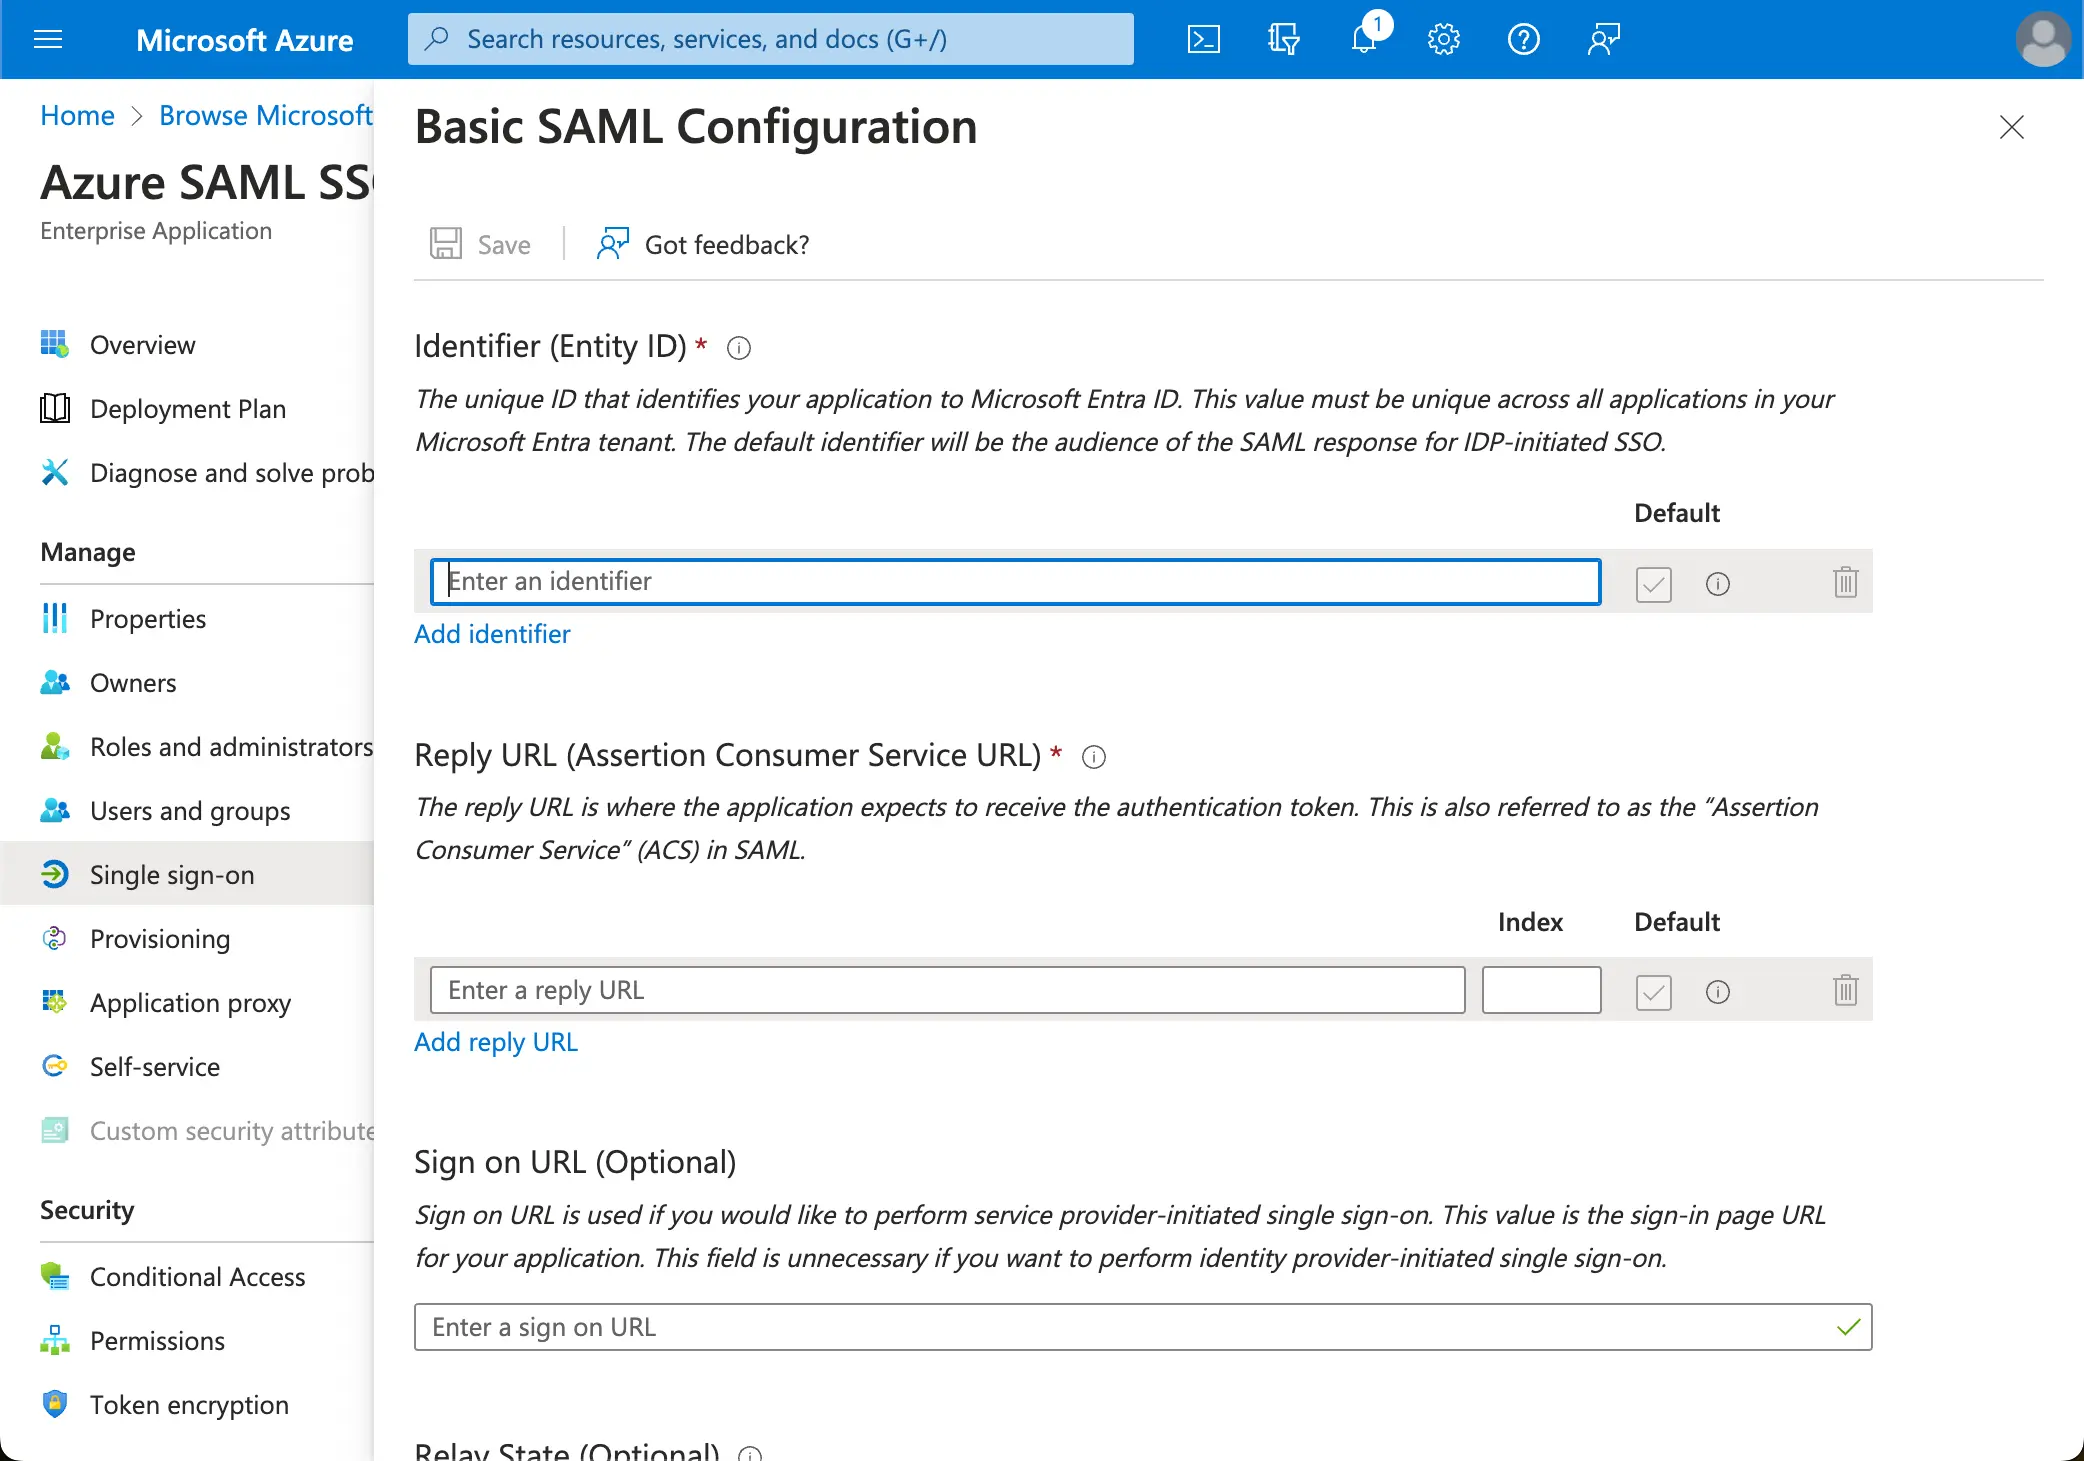 Microsoft Azure
Search resources, services, and docs (G+/)
1
Home > Browse Microsoft
Azure SAML SS
Enterprise Application
Overview
Deployment Plan
Diagnose and solve prob
Manage
Properties
Owners
Roles and administrators
Users and groups
Single sign-on
Provisioning
Application proxy
Self-service
Custom security attribute
Security
Conditional Access
Permissions
Token encryption
Basic SAML Configuration
Save
Got feedback?
Identifier (Entity ID) *
The unique ID that identifies your application to Microsoft Entra ID. This value must be unique across all applications in your
Microsoft Entra tenant. The default identifier will be the audience of the SAML response for IDP-initiated SSO.
Default
Enter an identifier
Add identifier
Reply URL (Assertion Consumer Service URL) *
The reply URL is where the application expects to receive the authentication token. This is also referred to as the “Assertion
Consumer Service” (ACS) in SAML.
Index Default
Enter a reply URL
Add reply URL
Sign on URL (Optional)
Sign on URL is used if you would like to perform service provider-initiated single sign-on. This value is the sign-in page URL
for your application. This field is unnecessary if you want to perform identity provider-initiated single sign-on.
Enter a sign on URL
Relay State (Optional)